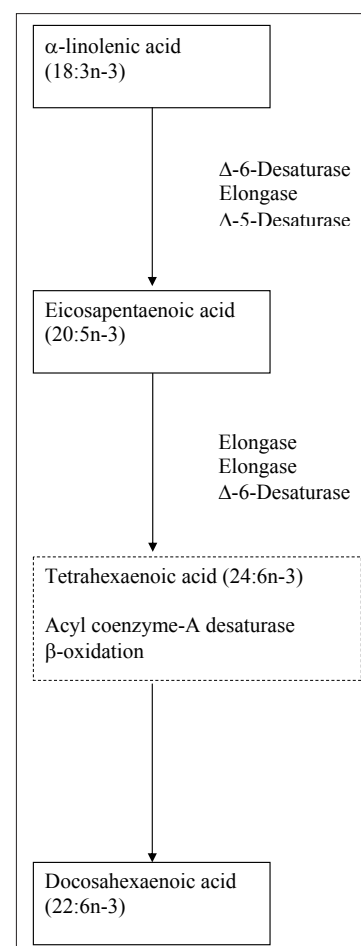 α-linolenic acid
(18:3n-3)
Δ-6-Desaturase
Elongase
Δ-5-Desaturase
Eicosapentaenoic acid
(20:5n-3)
Elongase
Elongase
Δ-6-Desaturase
Tetrahexaenoic acid (24:6n-3)
Acyl coenzyme-A desaturase
β-oxidation
Docosahexaenoic acid
(22:6n-3)